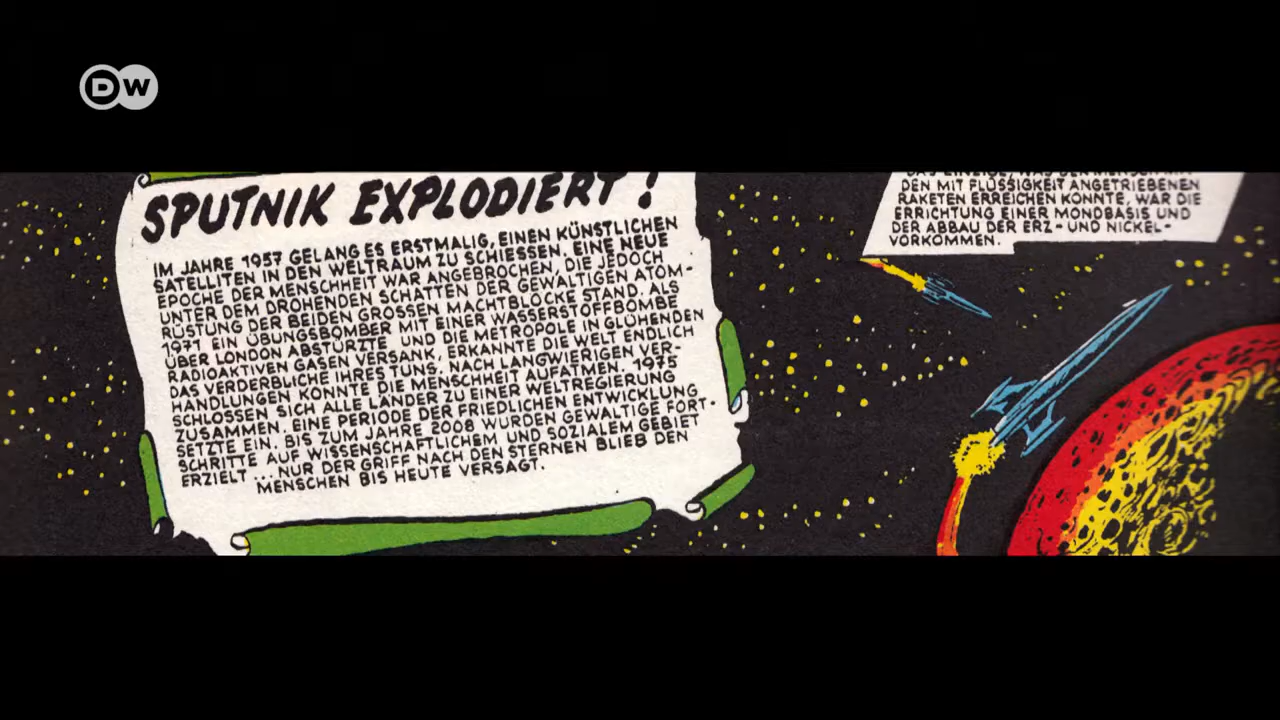 DW
SPUTNIK EXPLODIERT!
IM JAHRE 1957 GELANG ES ERSTMALIG, EINEN KÜNSTLICHEN
SATELLITEN IN DEN WELTRAUM ZU SCHIESSEN. EINE NEUE
EPOCHE DER MENSCHHEIT WAR ANGEBROCHEN, DIE JEDOCH
UNTER DEM DROHENDEN SCHATTEN DER GEWALTIGEN ATOM-
RÜSTUNG DER BEIDEN GROSSEN MACHTBLÖCKE STAND. ALS
1971 EIN ÜBUNGSBOMBER MIT EINER WASSERSTOFFBOMBE
ÜBER LONDON ABSTÜRZTE UND DIE METROPOLE IN GLÜHENDEN
RADIOAKTIVEN GASEN VERSANK, ERKANNTE DIE WELT ENDLICH
DAS VERDERBLICHE IHRES TUNS. NACH LANGWIERIGEN VER-
HANDLUNGEN KONNTE DIE MENSCHHEIT AUFATMEN. 1975
SCHLOSSEN SICH ALLE LÄNDER ZU EINER WELTREGIERUNG
ZUSAMMEN. EINE PERIODE DER FRIEDLICHEN ENTWICKLUNG
SETZTE EIN. BIS ZUM JAHRE 2008 WURDEN GEWALTIGE FORT-
SCHRITTE AUF WISSENSCHAFTLICHEM UND SOZIALEM GEBIET
ERZIELT ... NUR DER GRIFF NACH DEN STERNEN BLIEB DEN
MENSCHEN BIS HEUTE VERSAGT.
DEN MIT FLÜSSIGKEIT ANGETRIEBENEN
RAKETEN ERREICHEN KONNTE, WAR DIE
ERRICHTUNG EINER MONDBASIS UND
DER ABBAU DER ERZ- UND NICKEL-
VORKOMMEN.